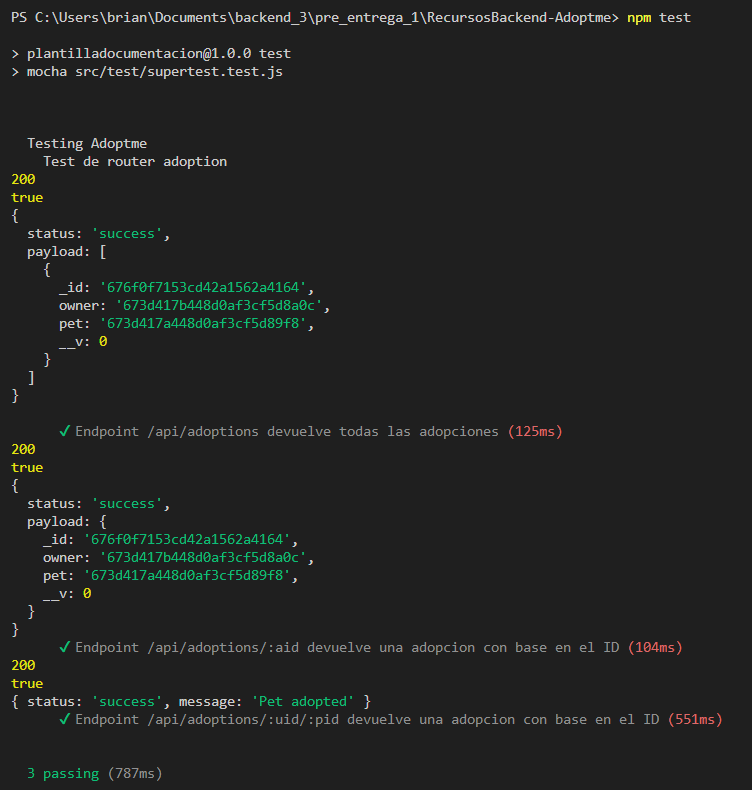 PS C:\Users\brian\Documents\backend_3\pre_entrega_1\RecursosBackend-Adoptme> npm test
> plantilladocumentacion@1.0.0 test
> mocha src/test/supertest.test.js
Testing Adoptme
Test de router adoption
200
true
{
status: 'success',
payload: [
{
_id: '676f0f7153cd42a1562a4164',
owner: '673d417b448d0af3cf5d8a0c',
pet: '673d417a448d0af3cf5d89f8',
__v: 0
}
]
}
✓ Endpoint /api/adoptions devuelve todas las adopciones (125ms)
200
true
{
status: 'success',
payload: {
_id: '676f0f7153cd42a1562a4164',
owner: '673d417b448d0af3cf5d8a0c',
pet: '673d417a448d0af3cf5d89f8',
__v: 0
}
}
✓ Endpoint /api/adoptions/:aid devuelve una adopcion con base en el ID (104ms)
200
true
{ status: 'success', message: 'Pet adopted' }
✓ Endpoint /api/adoptions/:uid/:pid devuelve una adopcion con base en el ID (551ms)
3 passing (787ms)